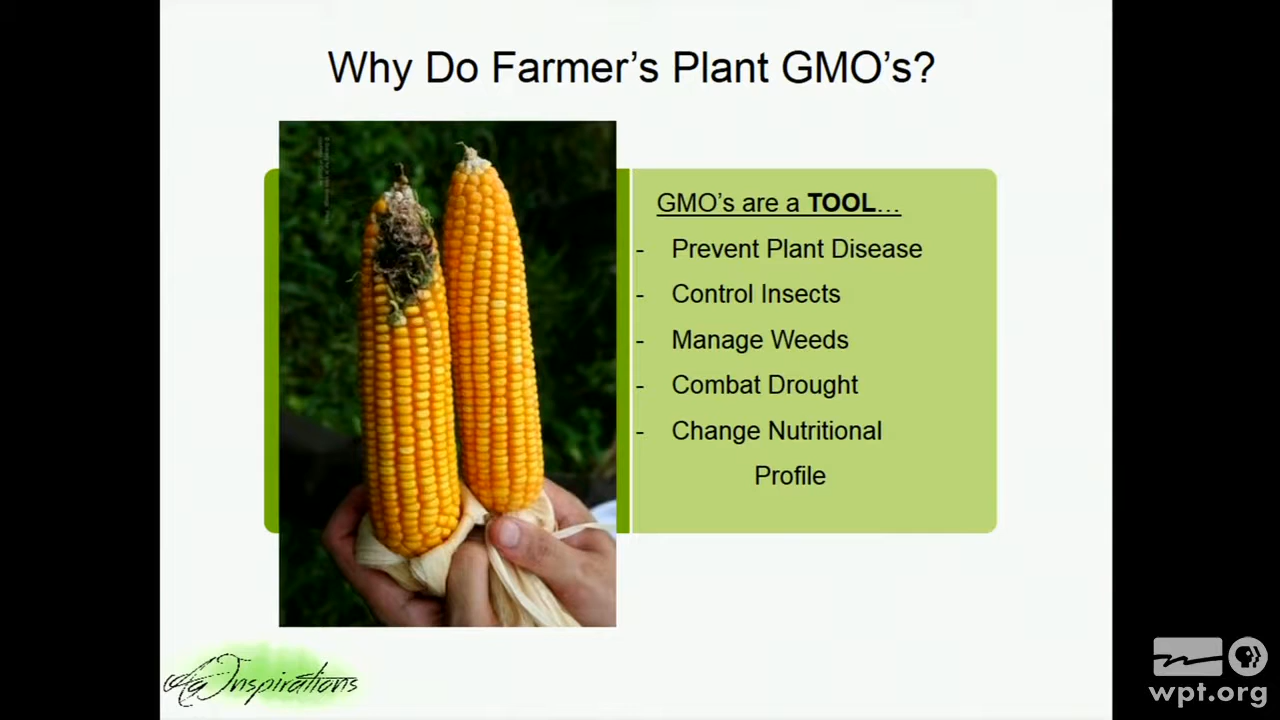 Why Do Farmer's Plant GMO's?
GMO's are a TOOL…
- Prevent Plant Disease
- Control Insects
- Manage Weeds
- Combat Drought
- Change Nutritional
Profile
Inspirations
wpt.org